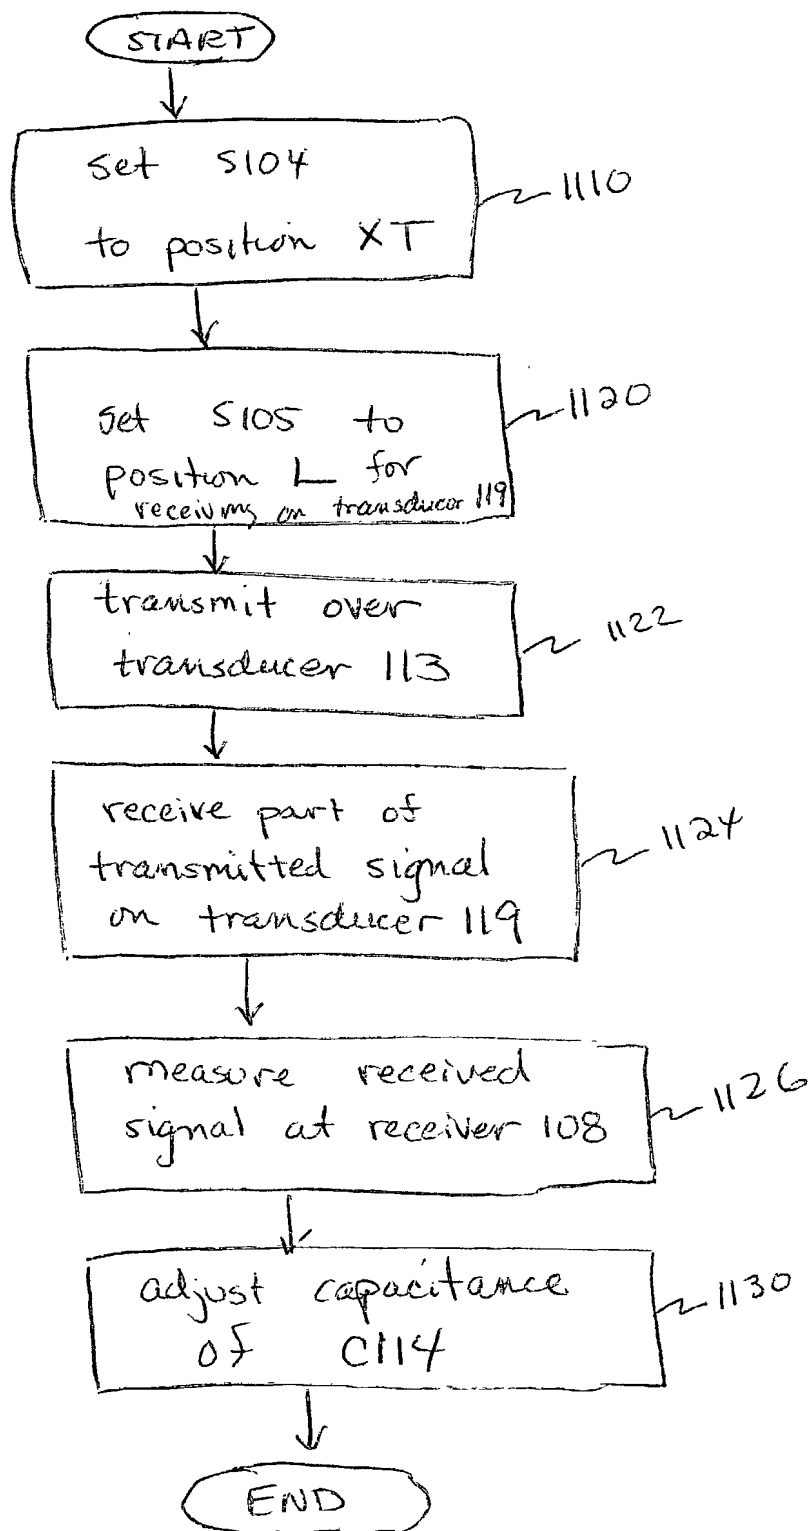 START
set S104
to position XT
1110
set S105 to
position L for
receiving on transducer 119
1120
transmit over
transducer 113
1122
receive part of
transmitted signal
on transducer 119
1124
measure received
signal at receiver 108
1126
adjust capacitance
of C114
1130
END